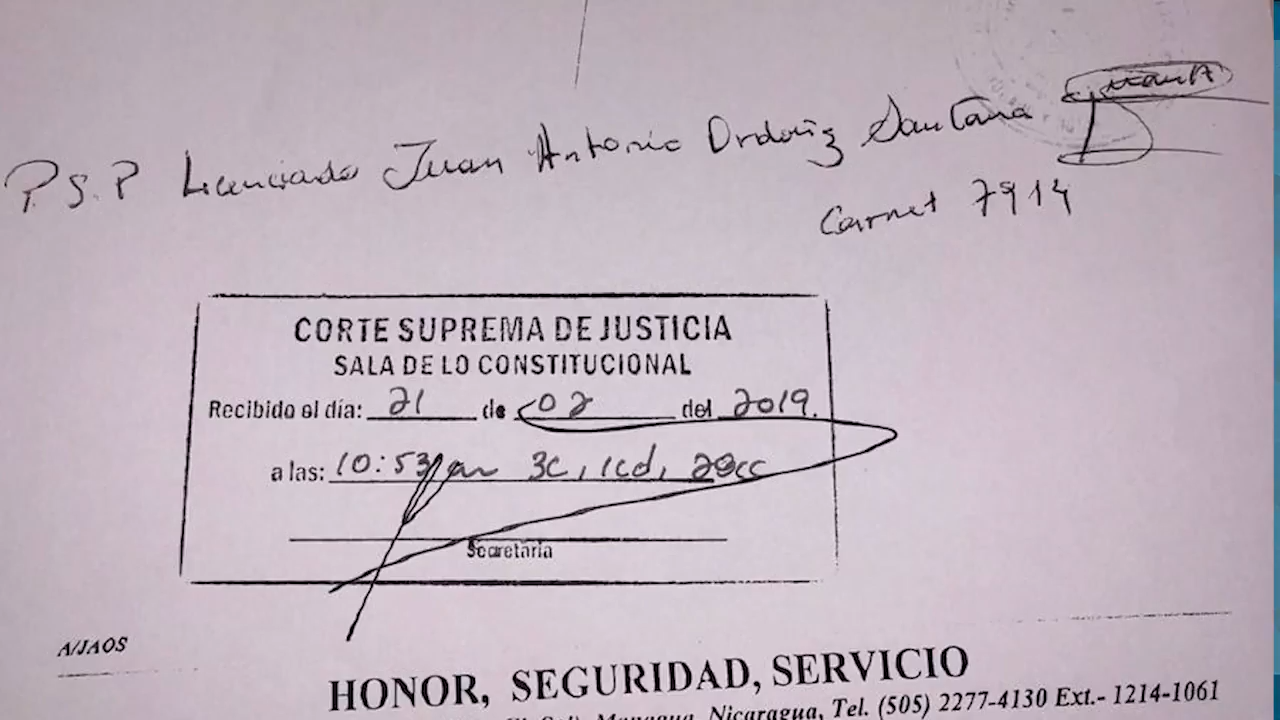 P.S.P Licenciado Juan Antonio Ordoñez Santana
Carnet 7914
CORTE SUPREMA DE JUSTICIA
SALA DE LO CONSTITUCIONAL
Recibido el día: 21 de 02 del 2019.
a las: 10:53 am 3c, 1cd, 20cc
Secretaria
A/JAOS
HONOR, SEGURIDAD, SERVICIO
Managua, Nicaragua, Tel. (505) 2277-4130 Ext.- 1214-1061